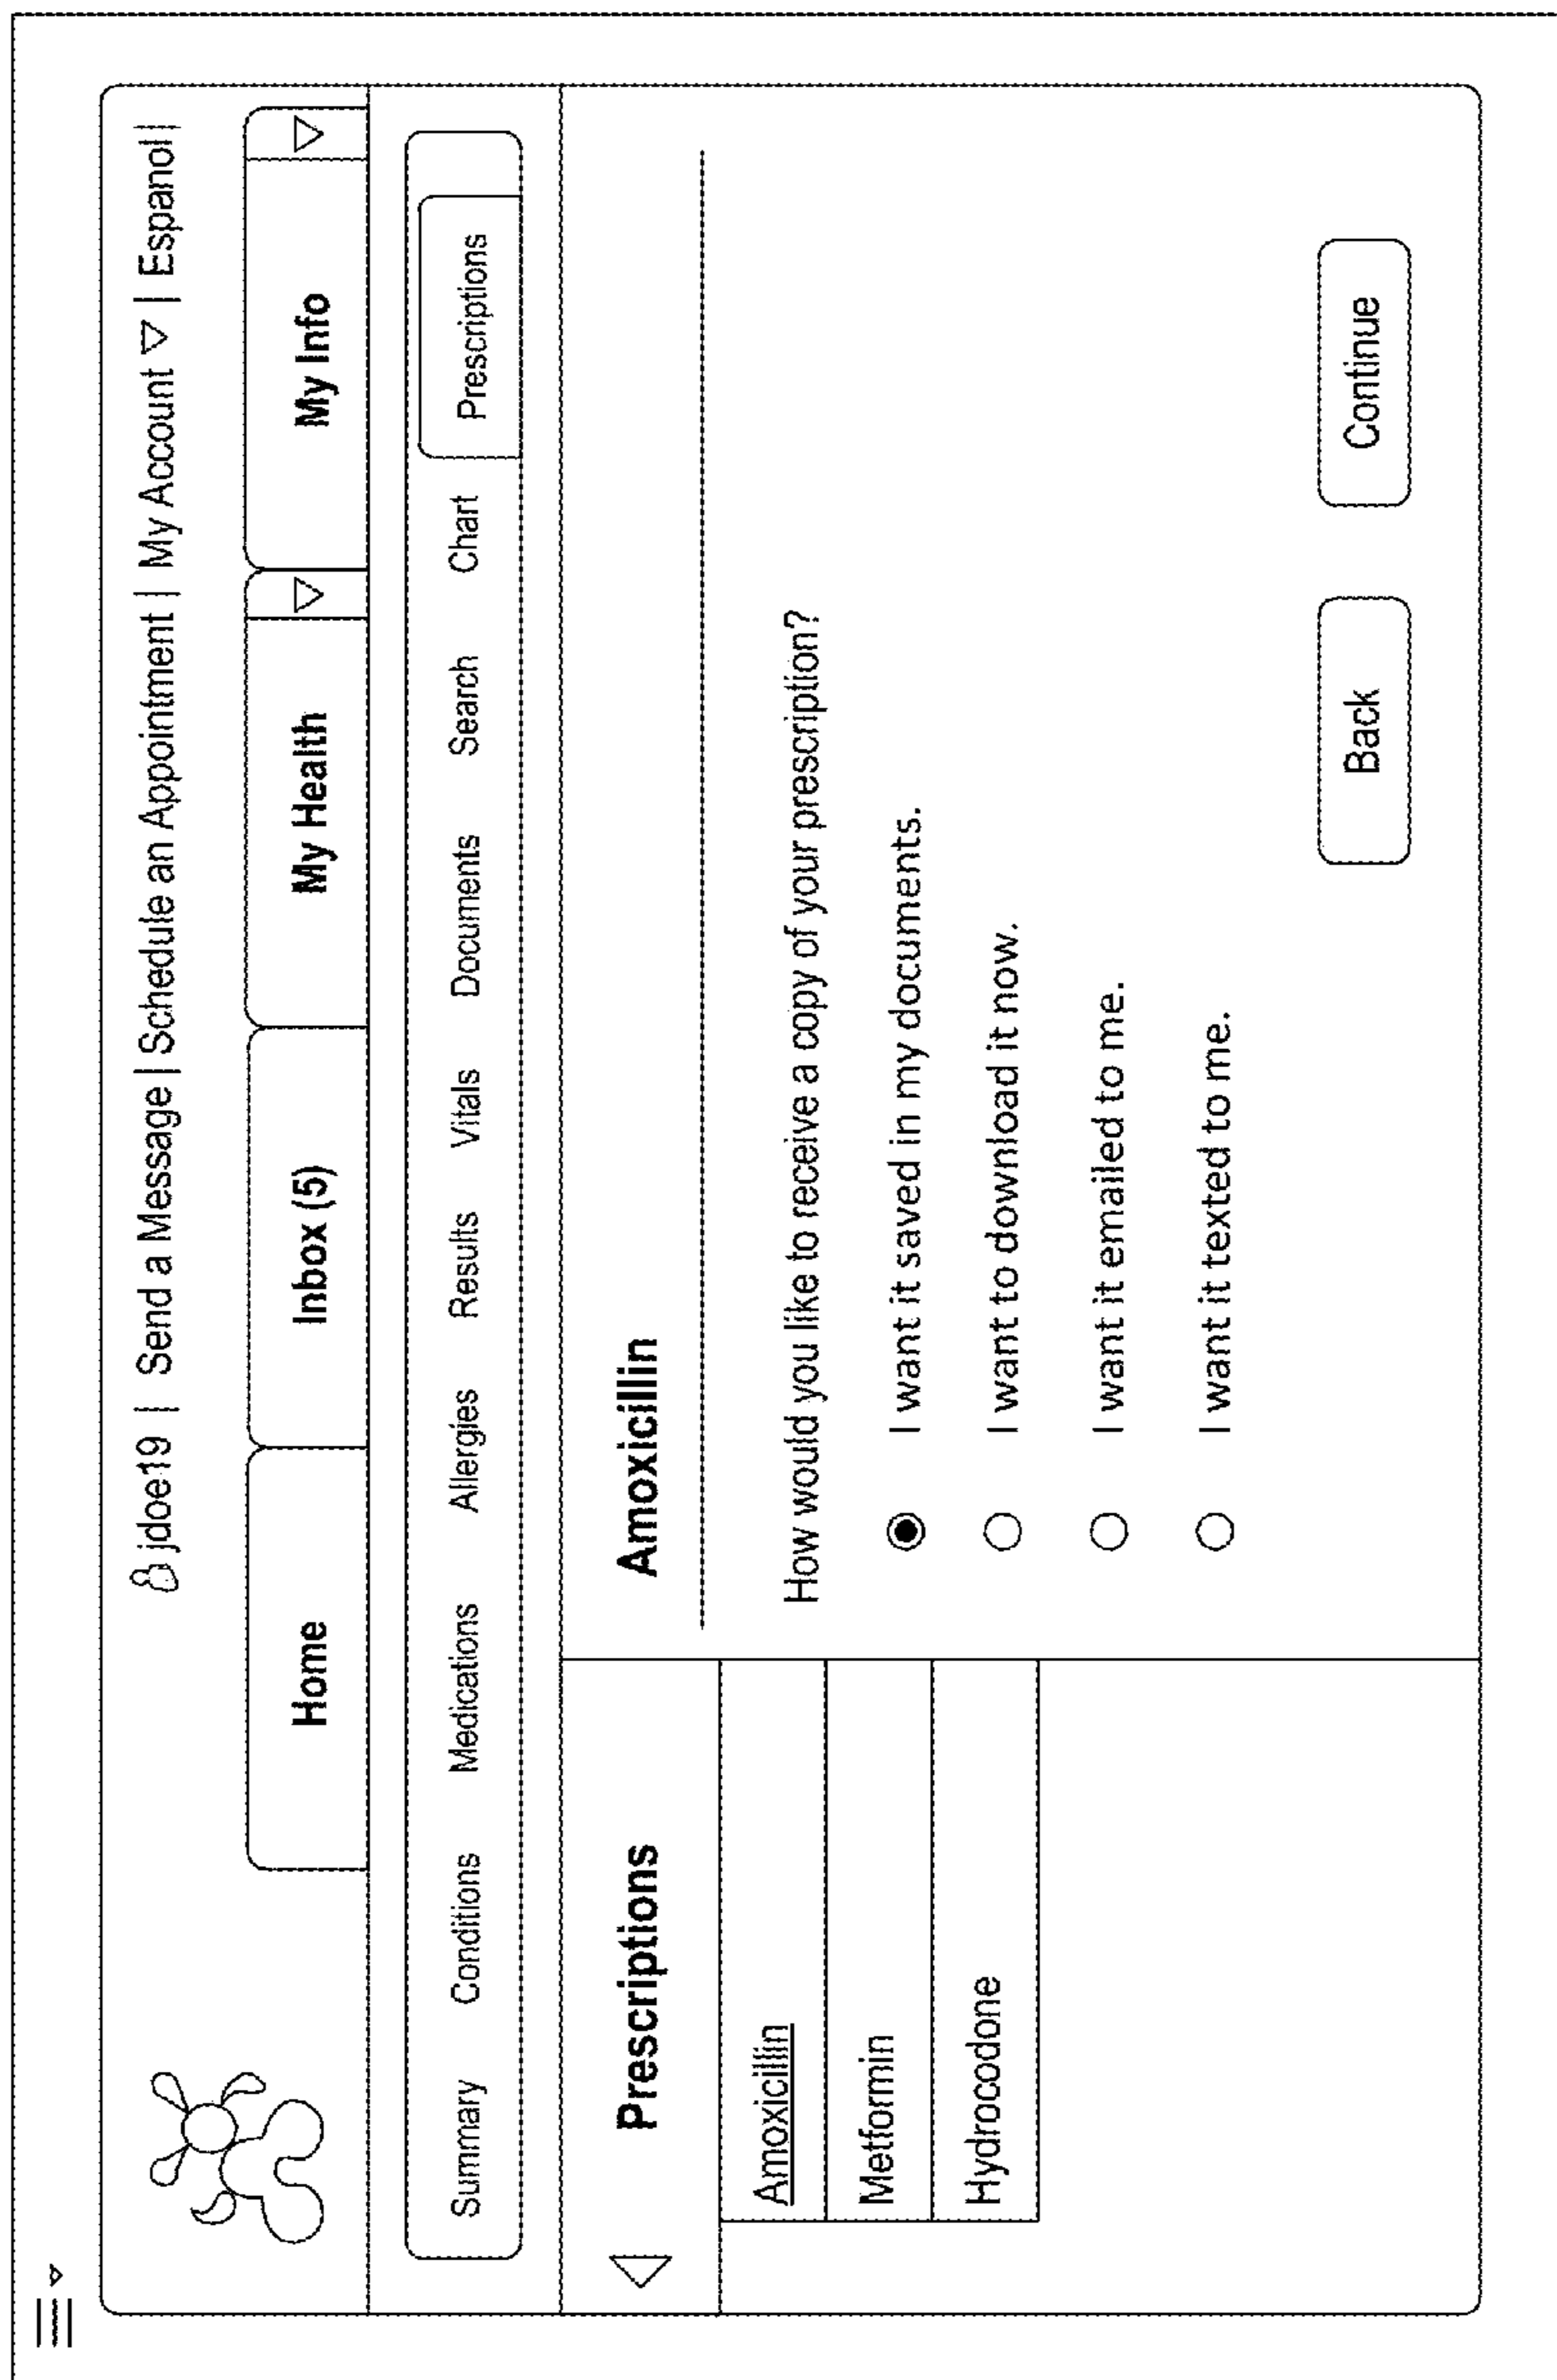 jdoe19 | Send a Message | Schedule an Appointment | My Account ▽ | Espanol |
Home Inbox (5) My Health ▽ My Info ▽
Summary Conditions Medications Allergies Results Vitals Documents Search Chart Prescriptions
Prescriptions
Amoxicillin
Metformin
Hydrocodone
Amoxicillin
How would you like to receive a copy of your prescription?
I want it saved in my documents.
I want to download it now.
I want it emailed to me.
I want it texted to me.
Back Continue